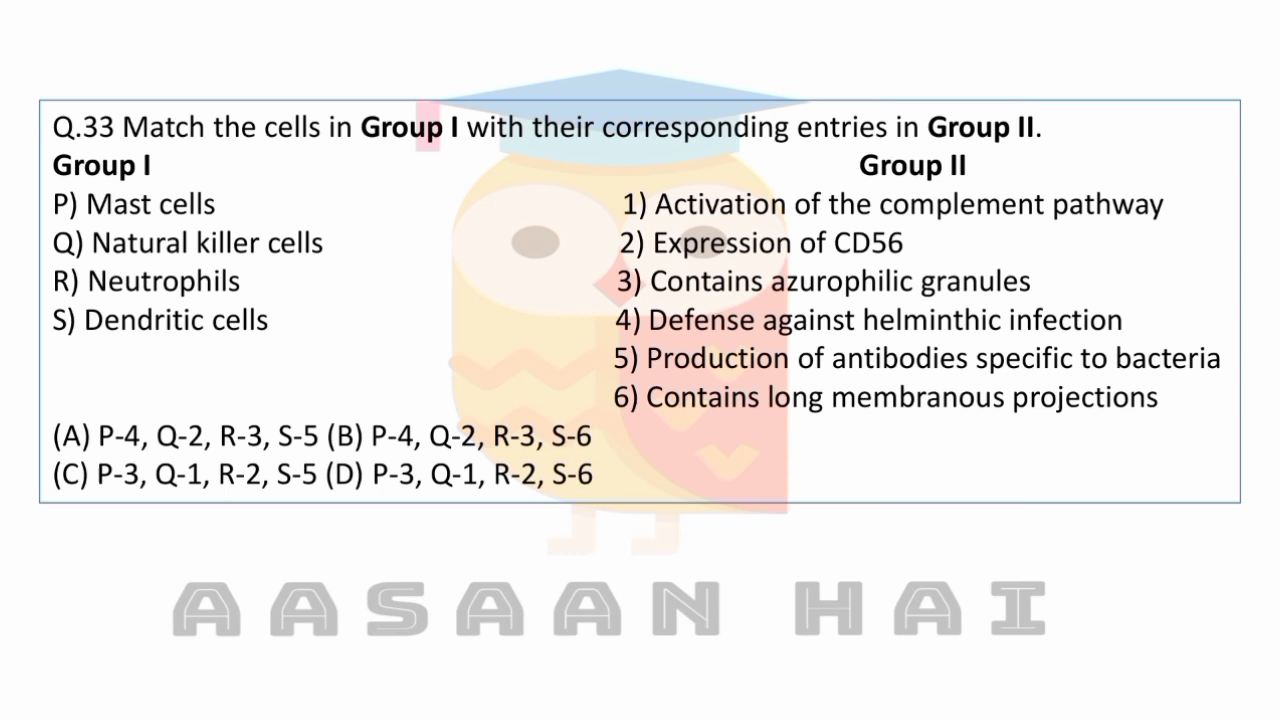 Q.33 Match the cells in Group I with their corresponding entries in Group II.
Group I Group II
P) Mast cells 1) Activation of the complement pathway
Q) Natural killer cells 2) Expression of CD56
R) Neutrophils 3) Contains azurophilic granules
S) Dendritic cells 4) Defense against helminthic infection
5) Production of antibodies specific to bacteria
6) Contains long membranous projections
(A) P-4, Q-2, R-3, S-5 (B) P-4, Q-2, R-3, S-6
(C) P-3, Q-1, R-2, S-5 (D) P-3, Q-1, R-2, S-6
AASAAN HAI